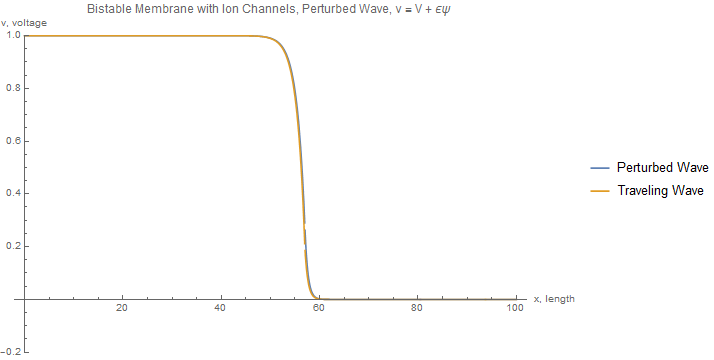 Bistable Membrane with Ion Channels, Perturbed Wave, v = V + ϵψ
v, voltage
1.0
0.8
0.6
0.4
0.2
-0.2
20
40
60
80
100
x, length
Perturbed Wave
Traveling Wave